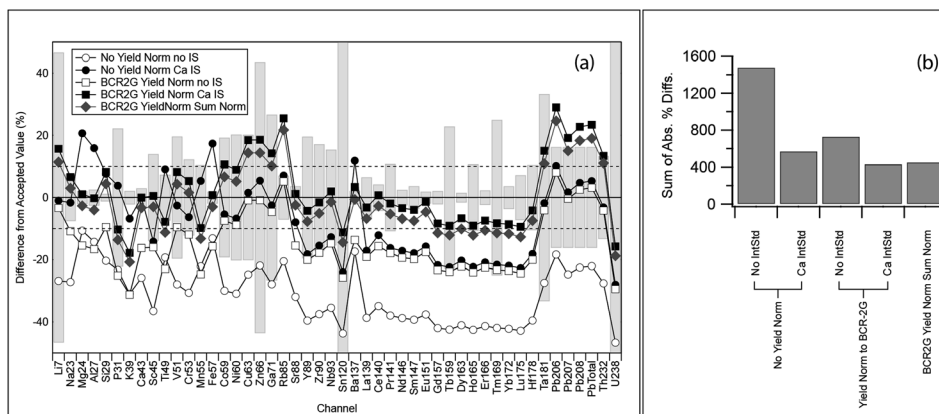 (a)
No Yield Norm no IS
No Yield Norm Ca IS
BCR2G Yield Norm no IS
BCR2G Yield Norm Ca IS
BCR2G YieldNorm Sum Norm
Difference from Accepted Value (%)
40
20
0
-20
-40
Li7
Na23
Mg24
Al27
Si29
P31
K39
Ca43
Sc45
Ti49
V51
Cr53
Mn55
Fe57
Co59
Ni60
Cu63
Zn66
Ga71
Rb85
Sr88
Y89
Zr90
Nb93
Sn120
Ba137
La139
Ce140
Pr141
Nd146
Sm147
Eu151
Gd157
Tb159
Dy163
Ho165
Er166
Tm169
Yb172
Lu175
Hf178
Ta181
Pb206
Pb207
Pb208
PbTotal
Th232
U238
Channel
(b)
Sum of Abs. % Diffs.
1600
1200
800
400
0
No IntStd
Ca IntStd
No IntStd
Ca IntStd
BCR2G Yield Norm Sum Norm
No Yield Norm
Yield Norm to BCR-2G